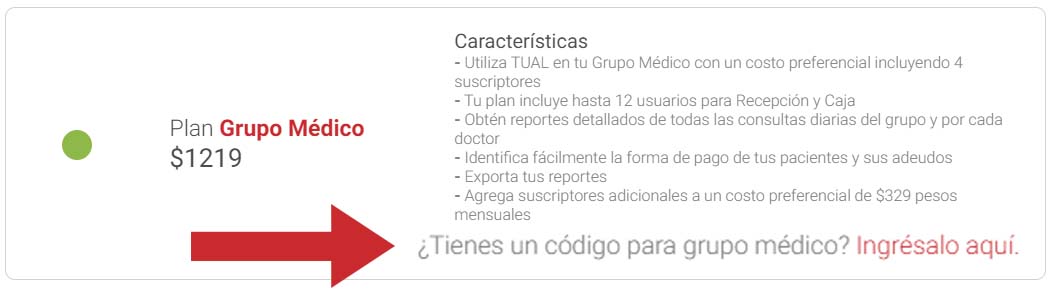 Plan Grupo Médico
$1219
Características
- Utiliza TUAL en tu Grupo Médico con un costo preferencial incluyendo 4
suscriptores
- Tu plan incluye hasta 12 usuarios para Recepción y Caja
- Obtén reportes detallados de todas las consultas diarias del grupo y por cada
doctor
- Identifica fácilmente la forma de pago de tus pacientes y sus adeudos
- Exporta tus reportes
- Agrega suscriptores adicionales a un costo preferencial de $329 pesos
mensuales
¿Tienes un código para grupo médico? Ingrésalo aquí.